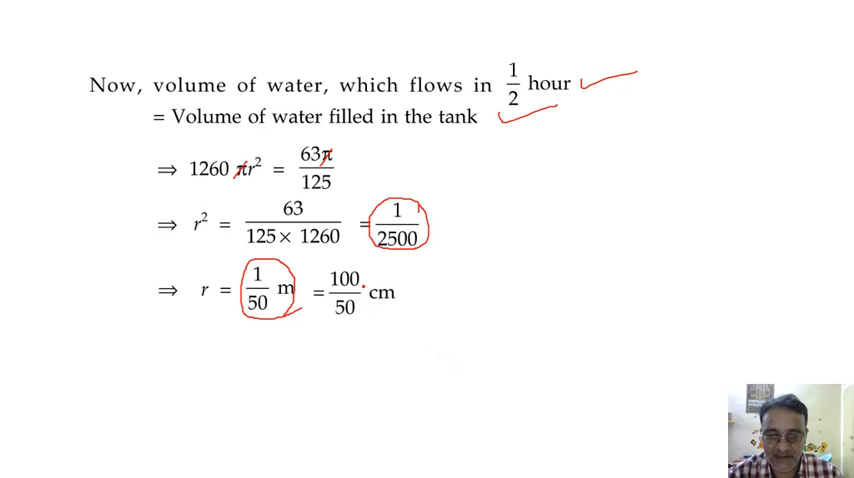 Now, volume of water, which flows in 1/2 hour
= Volume of water filled in the tank
⇒ 1260 πr² = 63π/125
⇒ r² = 63/(125 × 1260) = 1/2500
⇒ r = 1/50 m = 100/50 cm